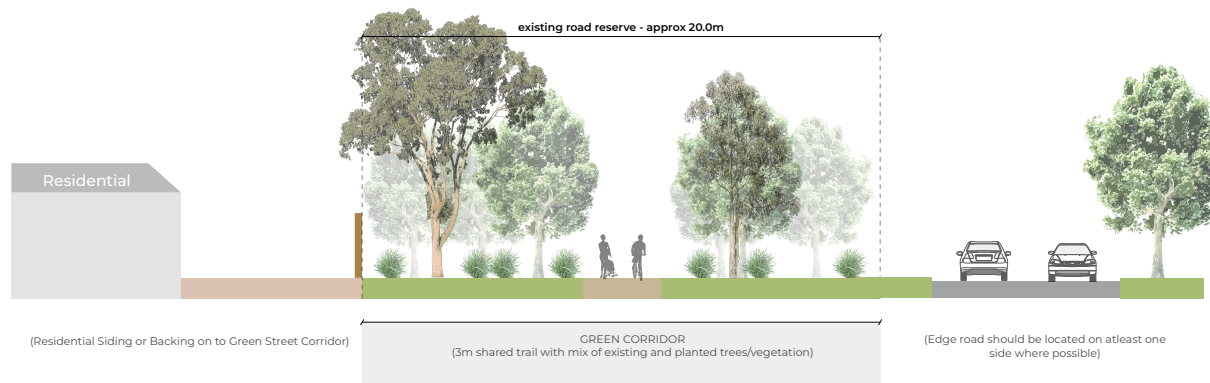 existing road reserve - approx 20.0m
Residential
(Residential Siding or Backing on to Green Street Corridor)
GREEN CORRIDOR
(3m shared trail with mix of existing and planted trees/vegetation)
(Edge road should be located on atleast one
side where possible)